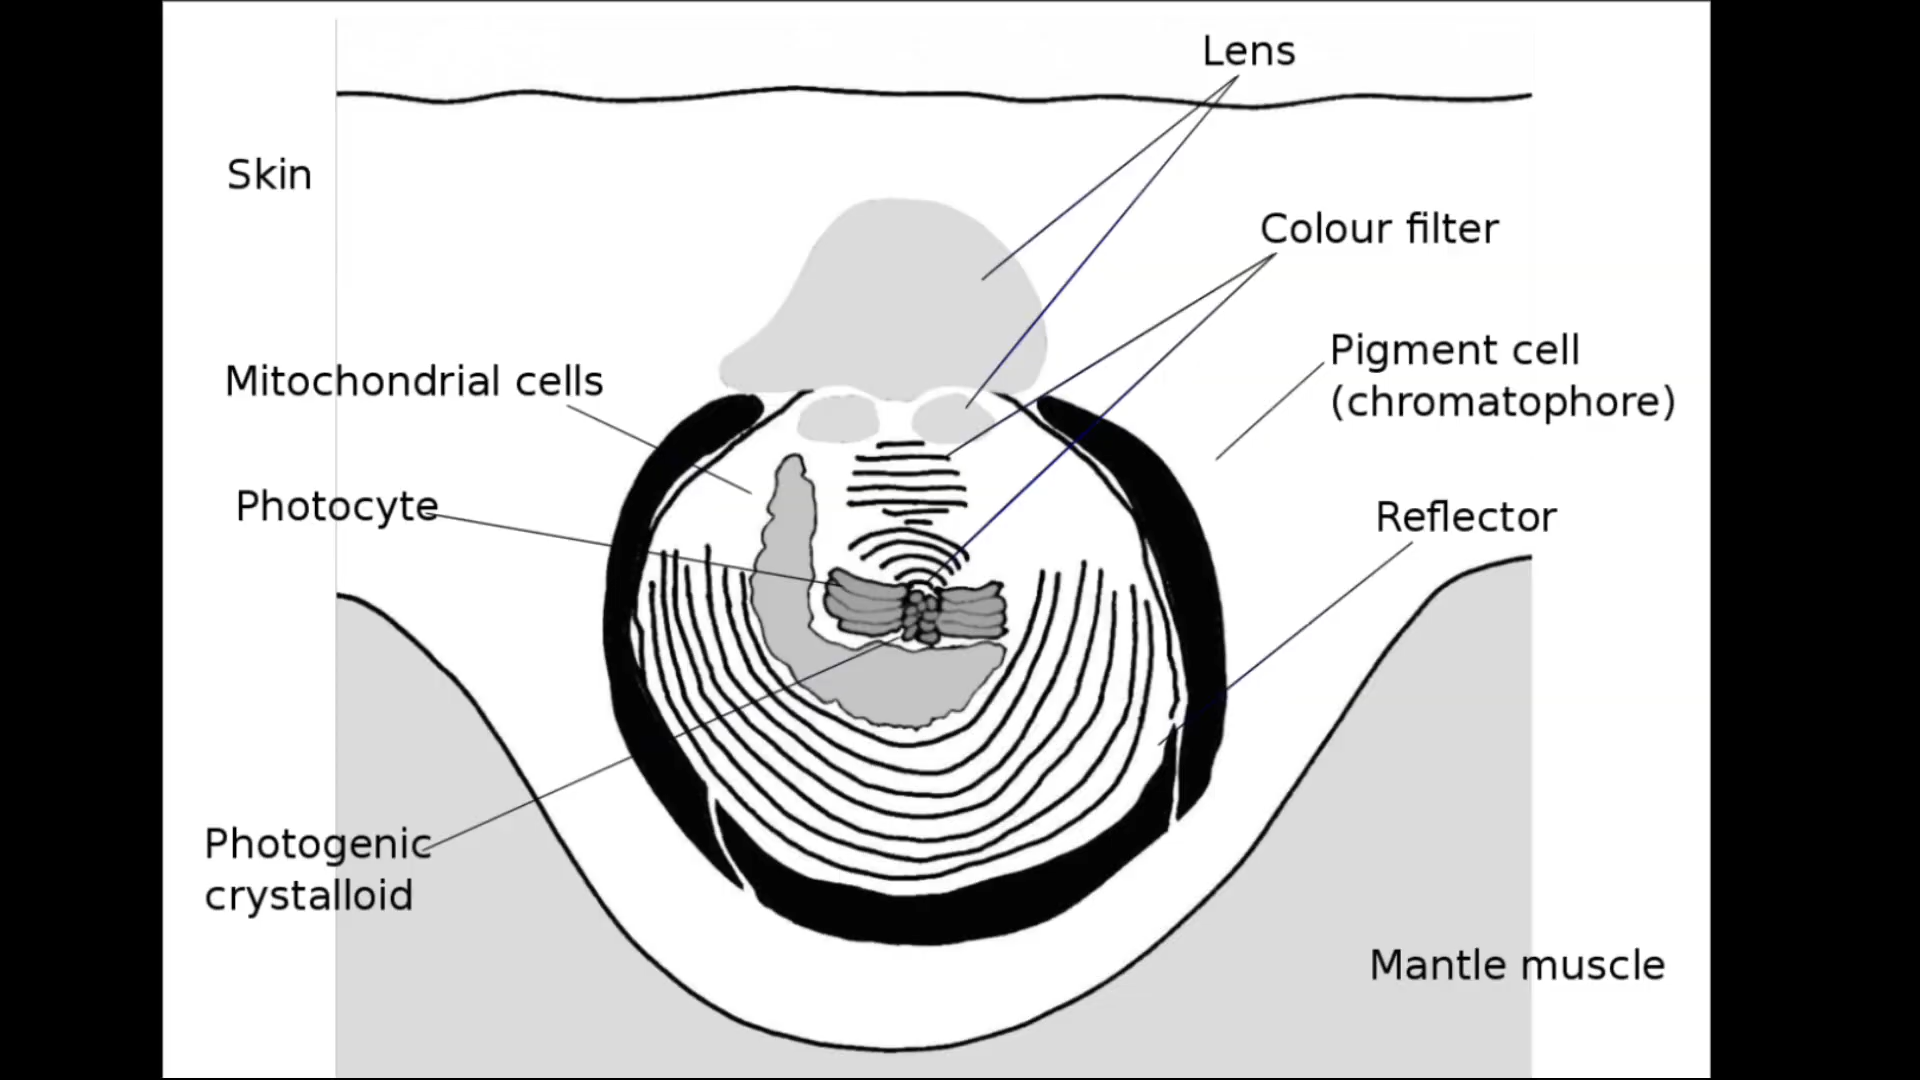 Lens
Skin
Colour filter
Pigment cell
(chromatophore)
Mitochondrial cells
Photocyte
Reflector
Photogenic
crystalloid
Mantle muscle